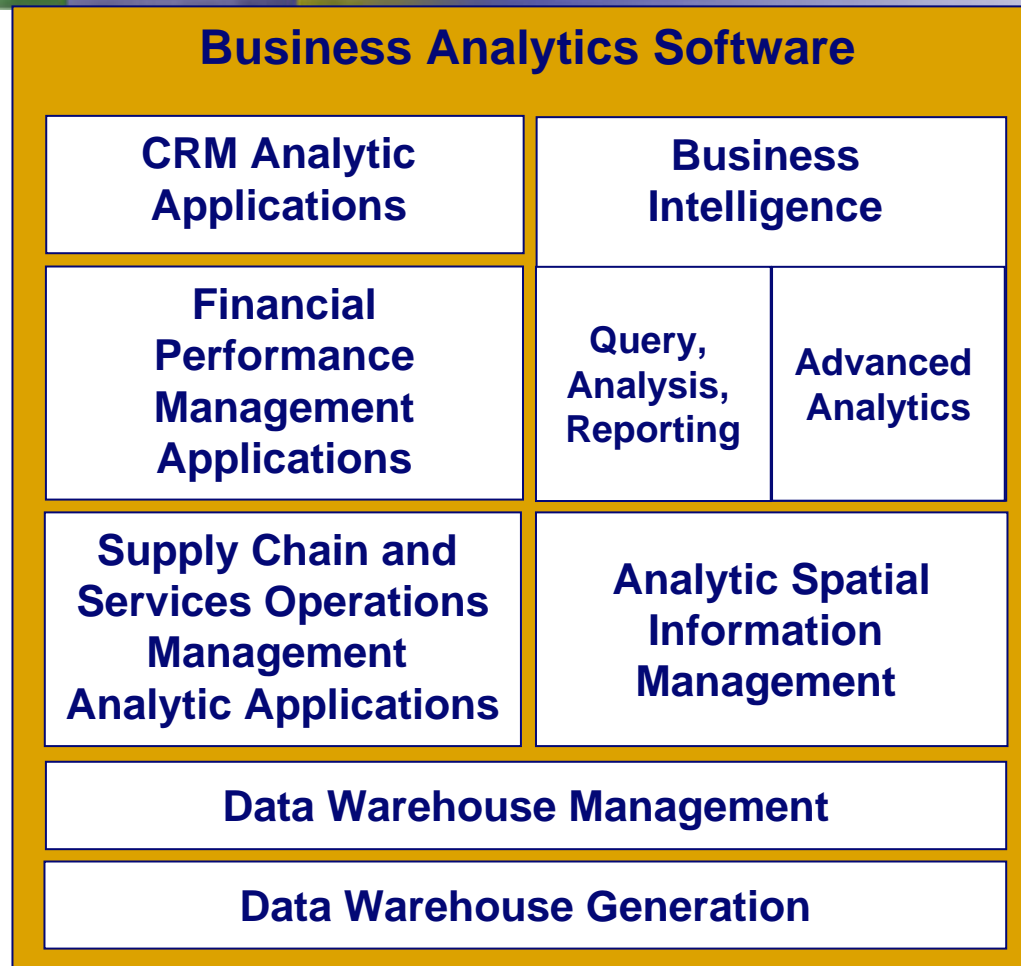 Business Analytics Software
CRM Analytic
Applications
Business
Intelligence
Financial
Performance
Management
Applications
Query,
Analysis,
Reporting
Advanced
Analytics
Supply Chain and
Services Operations
Management
Analytic Applications
Analytic Spatial
Information
Management
Data Warehouse Management
Data Warehouse Generation